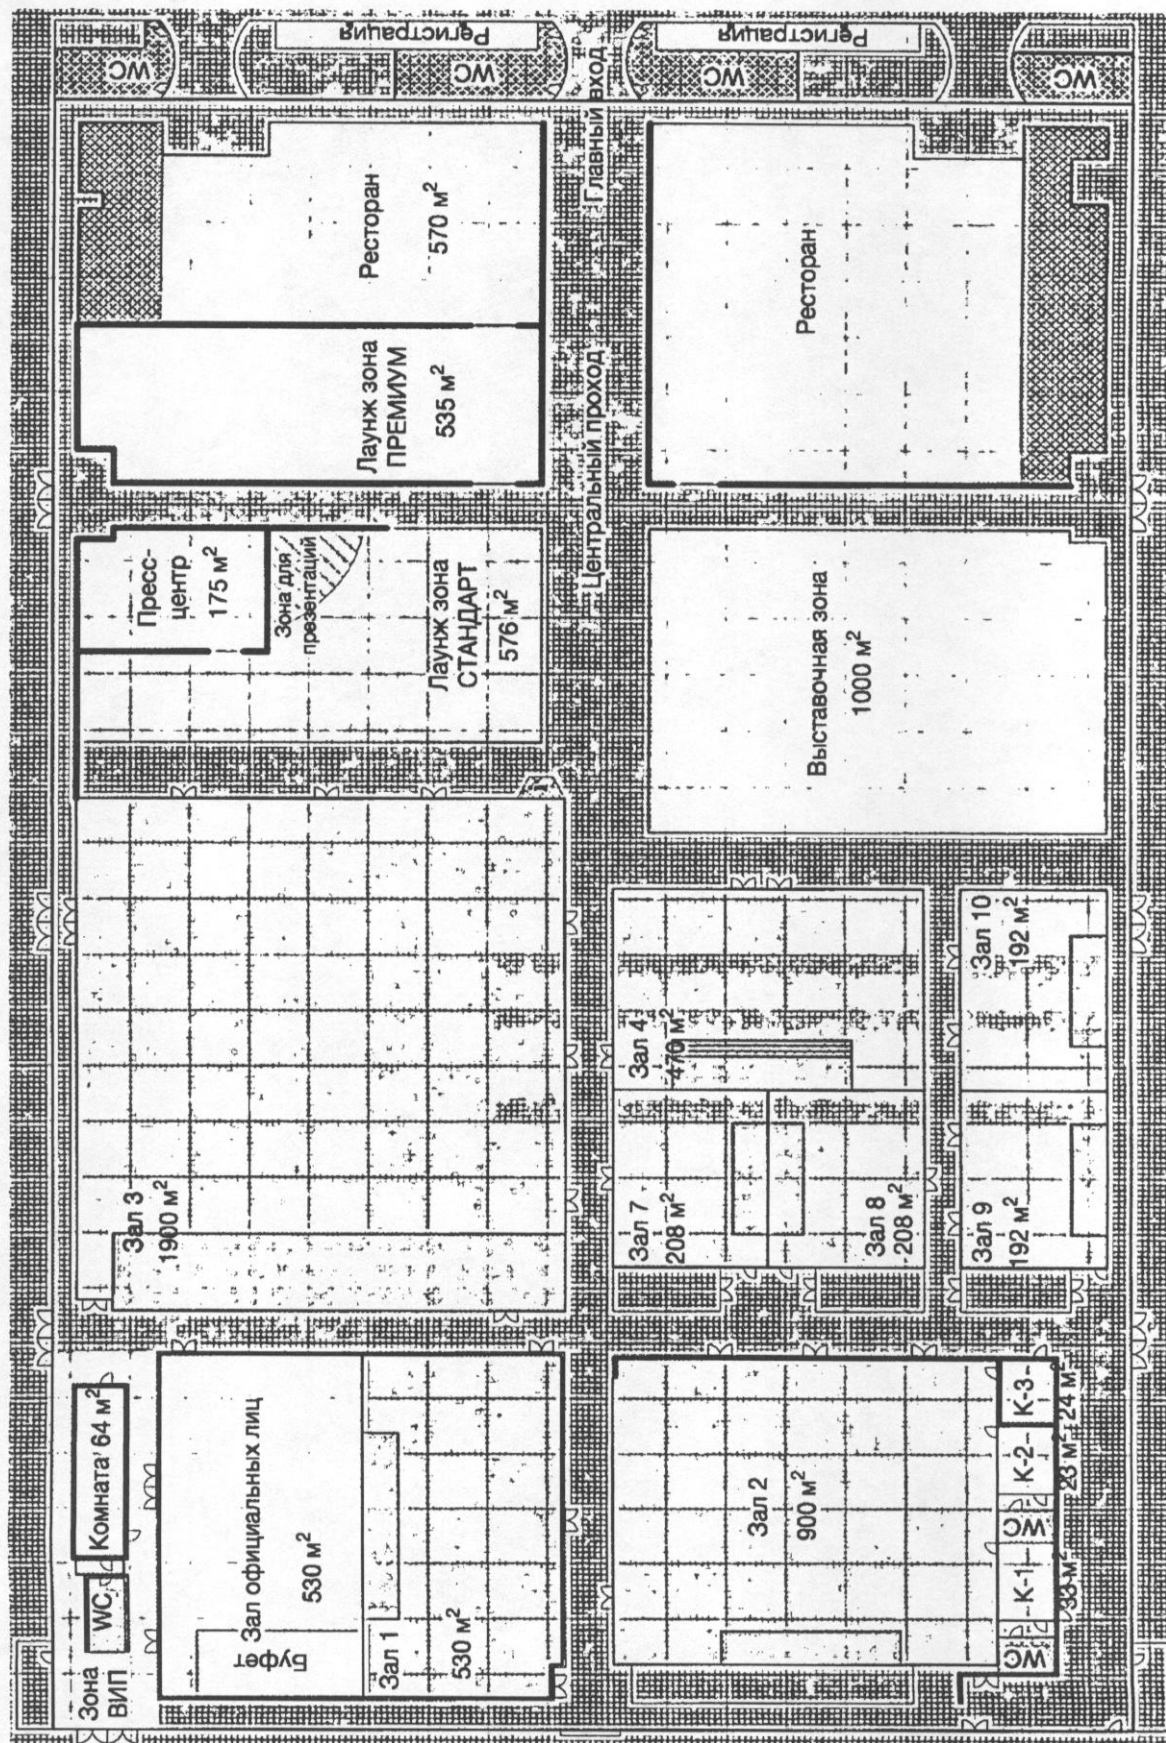 Зона
ВИП
WC
Комната 64 м²
Буфет
Зал официальных лиц
530 м²
Зал 1
530 м²
Зал 3
1900 м²
Пресс-
центр
175 м²
Зона для
презентаций
Лаунж зона
СТАНДАРТ
576 м²
Лаунж зона
ПРЕМИУМ
535 м²
Ресторан
570 м²
WC
Регистрация
WC
Центральный проход
Главный вход
Регистрация
WC
WC
Зал 2
900 м²
WC
К-1
33 м²
WC
К-2
23 м²
К-3
24 м²
Зал 7
208 м²
Зал 8
208 м²
Зал 4
470 м²
Зал 9
192 м²
Зал 10
192 м²
Выставочная зона
1000 м²
Ресторан